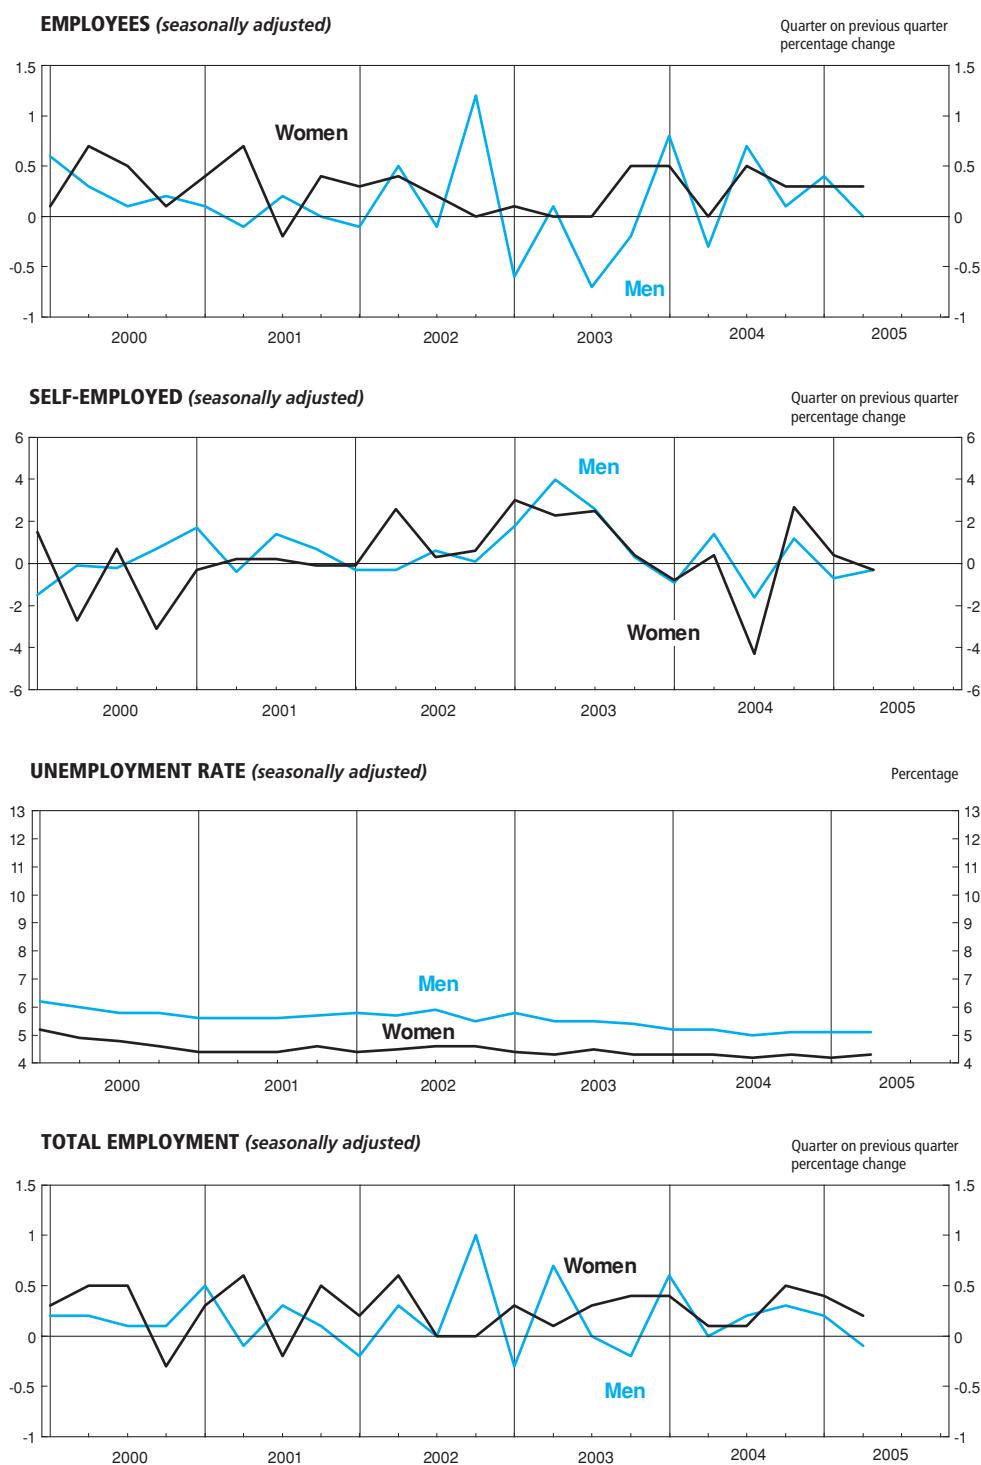 EMPLOYEES (seasonally adjusted)
Quarter on previous quarter
percentage change
1.5 1.5
1 1
Women
0.5 0.5
0 0
-0.5 -0.5
Men
-1 -1
2000 2001 2002 2003 2004 2005
SELF-EMPLOYED (seasonally adjusted)
Quarter on previous quarter
percentage change
6 6
Men
4 4
2 2
0 0
-2 -2
Women
-4 -4
-6 -6
2000 2001 2002 2003 2004 2005
UNEMPLOYMENT RATE (seasonally adjusted)
Percentage
13 13
12 12
11 11
10 10
9 9
8 8
7 7
Men
6 6
Women
5 5
4 4
2000 2001 2002 2003 2004 2005
TOTAL EMPLOYMENT (seasonally adjusted)
Quarter on previous quarter
percentage change
1.5 1.5
1 1
Women
0.5 0.5
0 0
-0.5 -0.5
Men
-1 -1
2000 2001 2002 2003 2004 2005